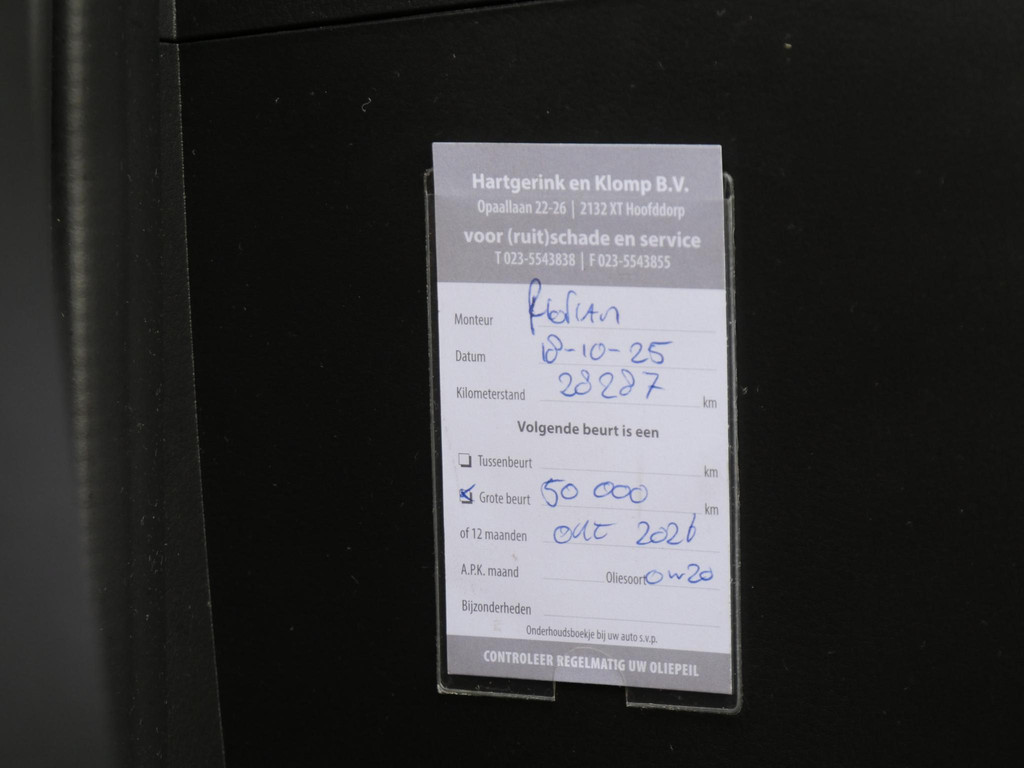 Hartgerink en Klomp B.V.
Opaallaan 22-26 | 2132 XT Hoofddorp
voor (ruit)schade en service
T 023-5543838 | F 023-5543855
Monteur Florian
Datum 18-10-25
Kilometerstand 28287 km
Volgende beurt is een
Tussenbeurt km
Grote beurt 50 000 km
of 12 maanden okt 2026
A.P.K. maand Oliesoort 0w20
Bijzonderheden
Onderhoudsboekje bij uw auto s.v.p.
CONTROLEER REGELMATIG UW OLIEPEIL